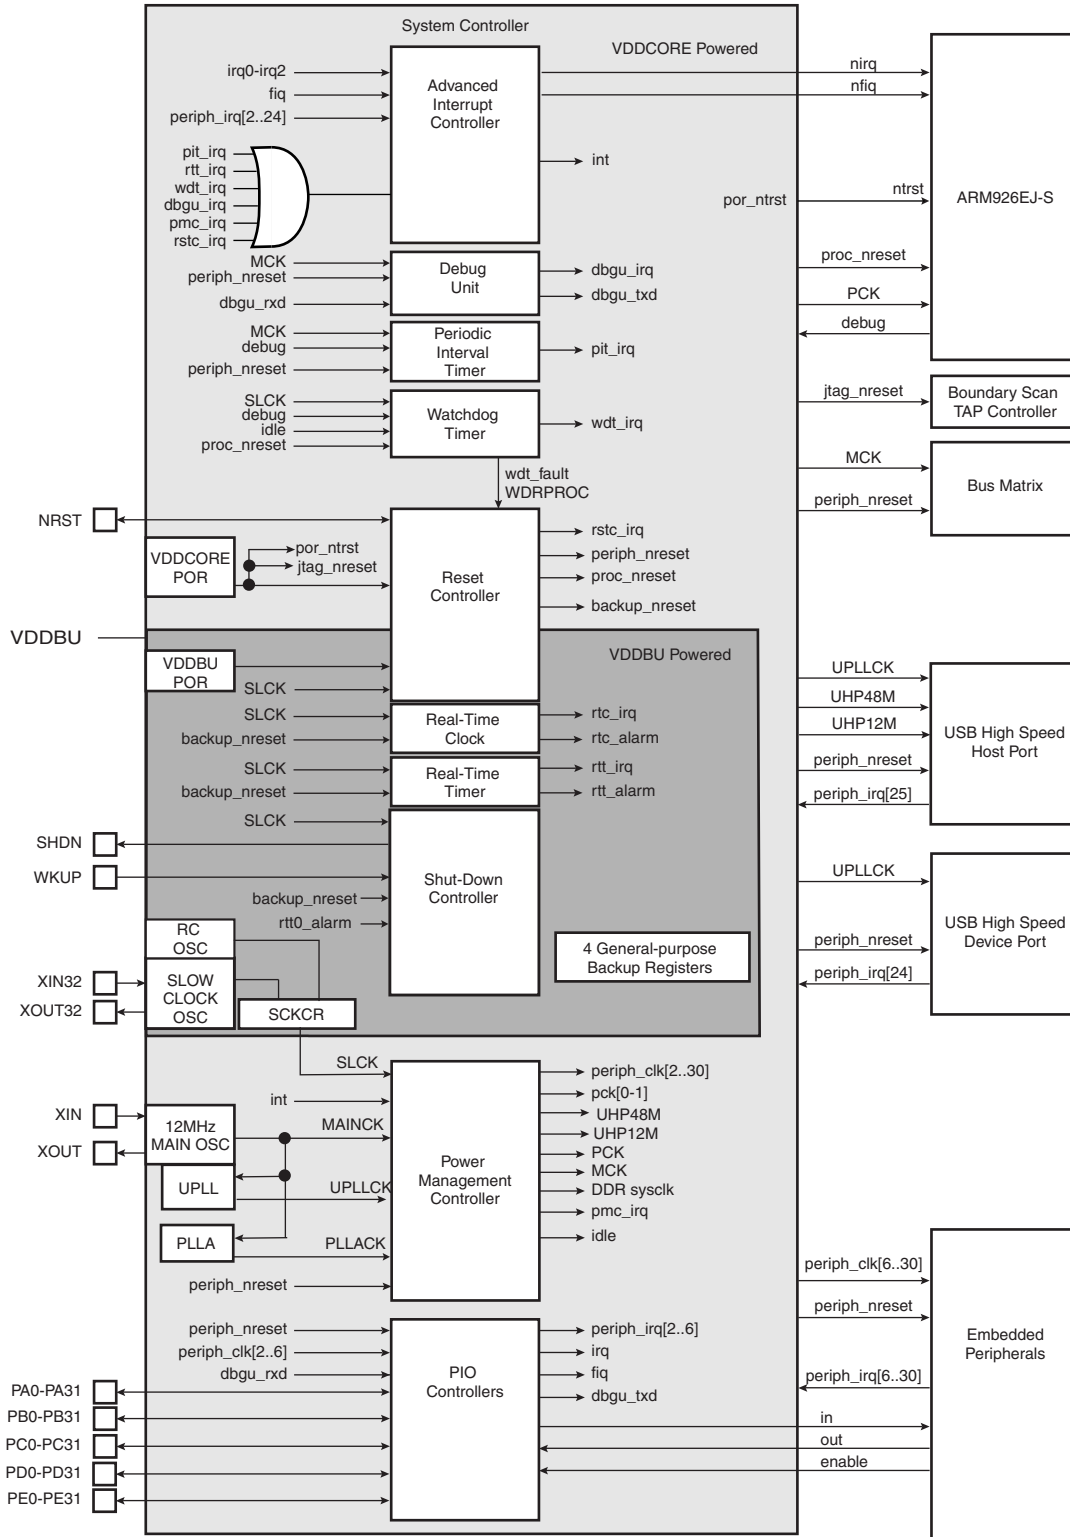 System Controller
VDDCORE Powered
irq0-irq2
fiq
periph_irq[2..24]
Advanced
Interrupt
Controller
nirq
nfiq
int
pit_irq
rtt_irq
wdt_irq
dbgu_irq
pmc_irq
rstc_irq
por_ntrst
ntrst
ARM926EJ-S
proc_nreset
PCK
debug
MCK
periph_nreset
dbgu_rxd
Debug
Unit
dbgu_irq
dbgu_txd
MCK
debug
periph_nreset
Periodic
Interval
Timer
pit_irq
SLCK
debug
idle
proc_nreset
Watchdog
Timer
wdt_irq
jtag_nreset
Boundary Scan
TAP Controller
MCK
periph_nreset
Bus Matrix
wdt_fault
WDRPROC
NRST
VDDCORE
POR
por_ntrst
jtag_nreset
Reset
Controller
rstc_irq
periph_nreset
proc_nreset
backup_nreset
VDDBU
VDDBU Powered
VDDBU
POR
SLCK
SLCK
backup_nreset
Real-Time
Clock
rtc_irq
rtc_alarm
SLCK
backup_nreset
Real-Time
Timer
rtt_irq
rtt_alarm
UPLLCK
UHP48M
UHP12M
periph_nreset
periph_irq[25]
USB High Speed
Host Port
SLCK
SHDN
WKUP
backup_nreset
rtt0_alarm
Shut-Down
Controller
4 General-purpose
Backup Registers
UPLLCK
periph_nreset
periph_irq[24]
USB High Speed
Device Port
RC
OSC
XIN32
XOUT32
SLOW
CLOCK
OSC
SCKCR
SLCK
int
XIN
XOUT
12MHz
MAIN OSC
MAINCK
UPLL
UPLLCK
PLLA
PLLACK
periph_nreset
Power
Management
Controller
periph_clk[2..30]
pck[0-1]
UHP48M
UHP12M
PCK
MCK
DDR sysclk
pmc_irq
idle
periph_nreset
periph_clk[2..6]
dbgu_rxd
PA0-PA31
PB0-PB31
PC0-PC31
PD0-PD31
PE0-PE31
PIO
Controllers
periph_irq[2..6]
irq
fiq
dbgu_txd
periph_clk[6..30]
periph_nreset
periph_irq[6..30]
in
out
enable
Embedded
Peripherals